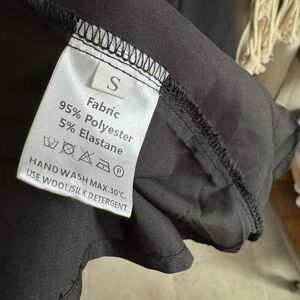 S
Fabric
95% Polyester
5% Elastane
P
HAND WASH MAX.30°C.
USE WOOL/SILK DETERGENT